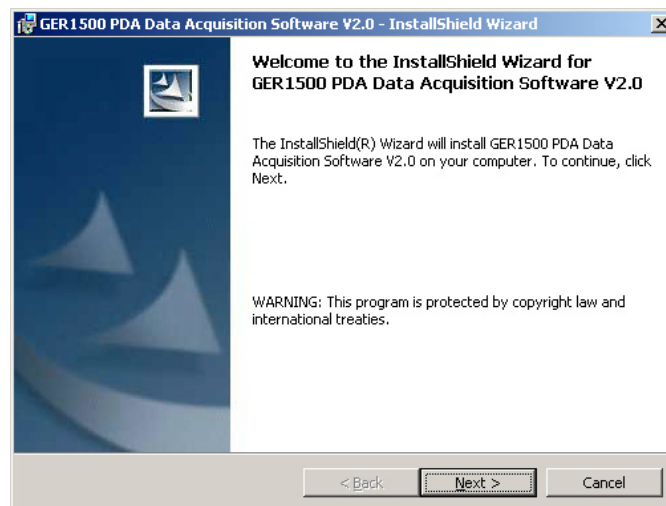 GER1500 PDA Data Acquisition Software V2.0 - InstallShield Wizard
Welcome to the InstallShield Wizard for
GER1500 PDA Data Acquisition Software V2.0
The InstallShield(R) Wizard will install GER1500 PDA Data
Acquisition Software V2.0 on your computer. To continue, click
Next.
WARNING: This program is protected by copyright law and
international treaties.
< Back Next > Cancel